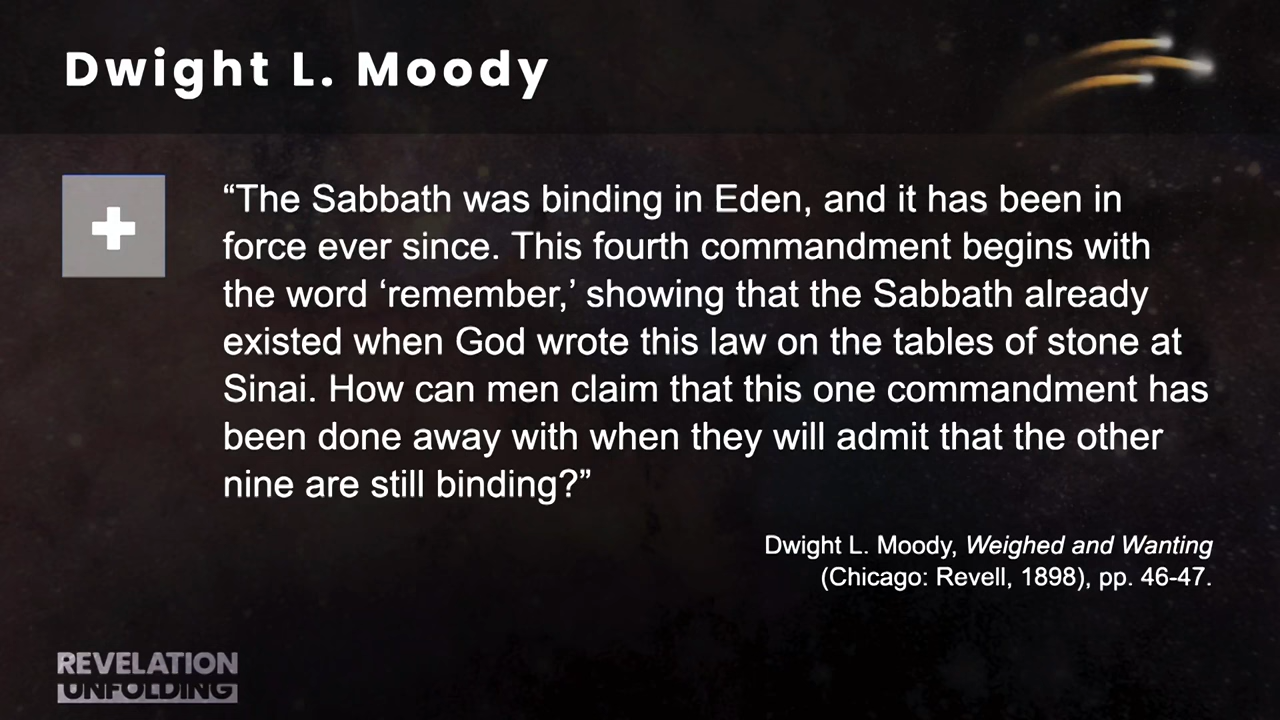 Dwight L. Moody
“The Sabbath was binding in Eden, and it has been in
force ever since. This fourth commandment begins with
the word ‘remember,’ showing that the Sabbath already
existed when God wrote this law on the tables of stone at
Sinai. How can men claim that this one commandment has
been done away with when they will admit that the other
nine are still binding?”
Dwight L. Moody, Weighed and Wanting
(Chicago: Revell, 1898), pp. 46-47.
REVELATION
UNFOLDING